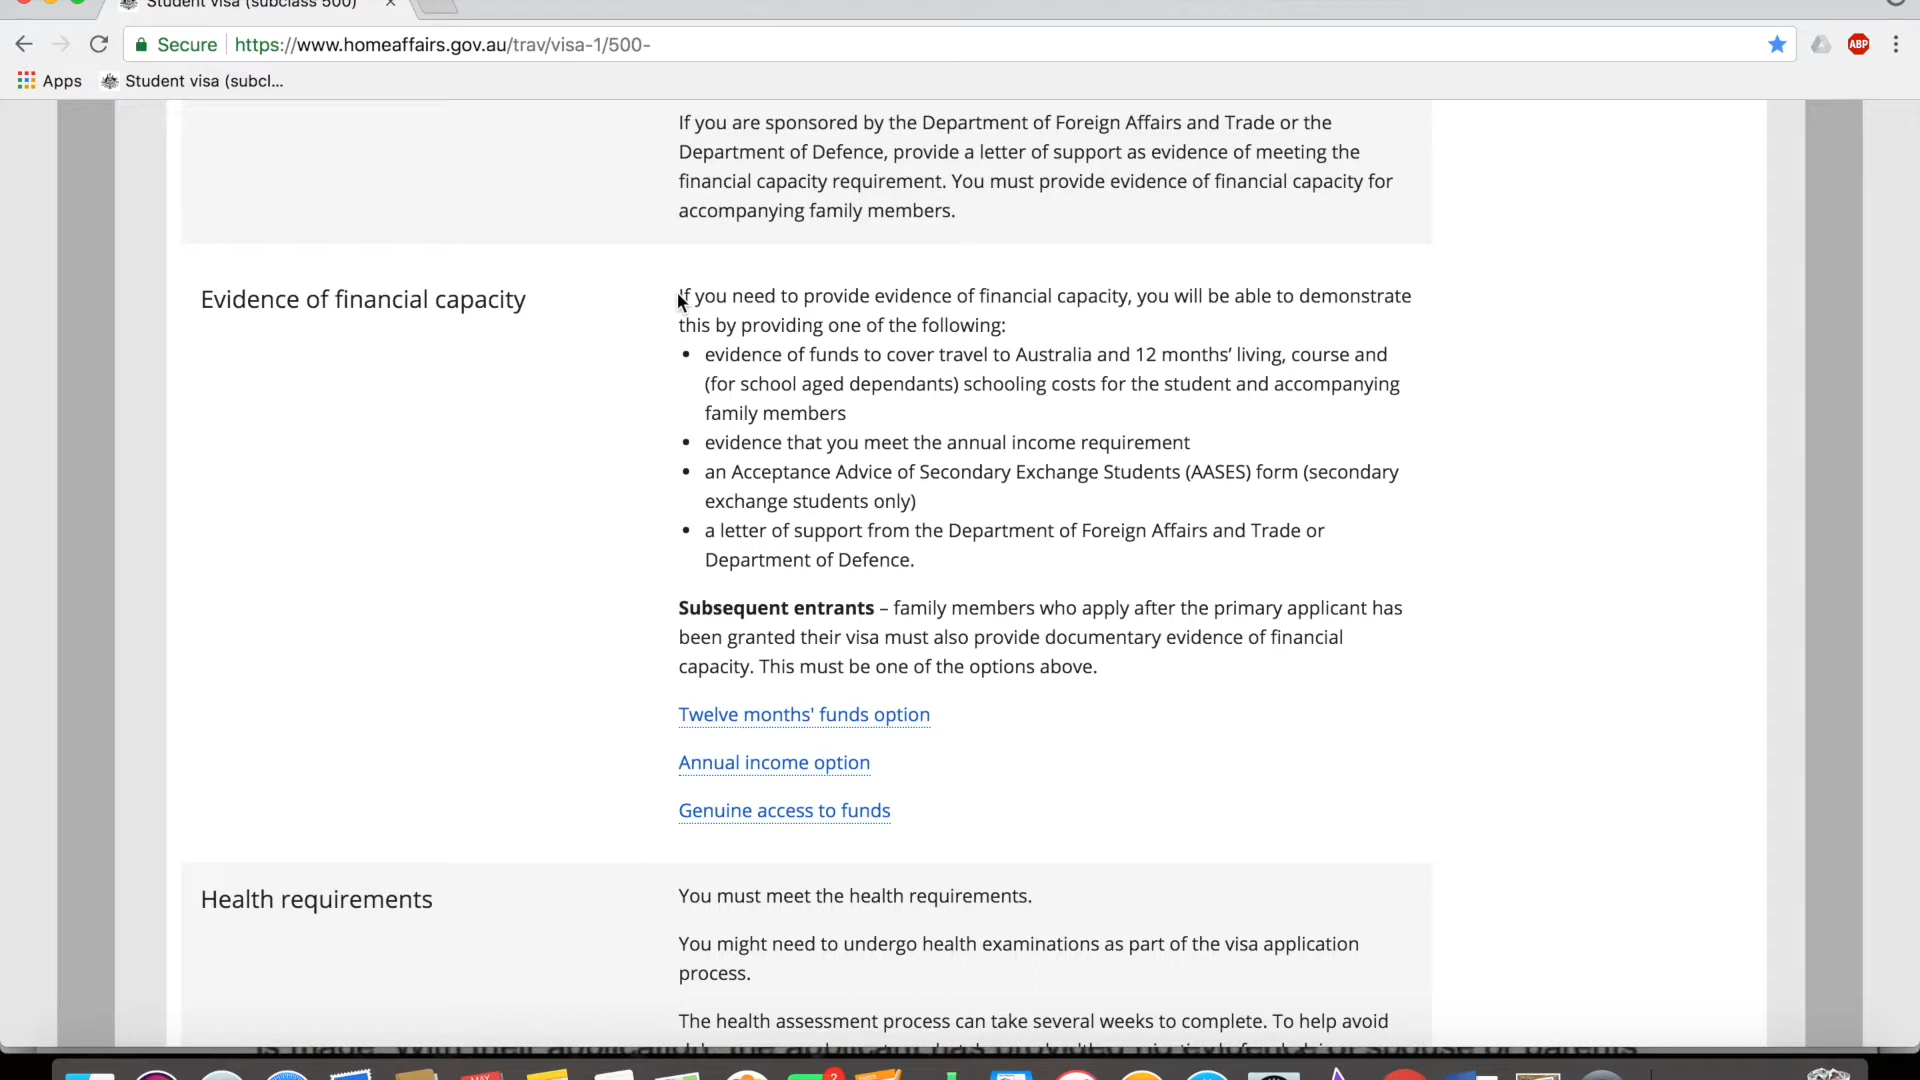 Student visa (subclass 500)
Secure https://www.homeaffairs.gov.au/trav/visa-1/500-
ABP
Apps Student visa (subcl...
If you are sponsored by the Department of Foreign Affairs and Trade or the
Department of Defence, provide a letter of support as evidence of meeting the
financial capacity requirement. You must provide evidence of financial capacity for
accompanying family members.
Evidence of financial capacity
If you need to provide evidence of financial capacity, you will be able to demonstrate
this by providing one of the following:
• evidence of funds to cover travel to Australia and 12 months’ living, course and
(for school aged dependants) schooling costs for the student and accompanying
family members
• evidence that you meet the annual income requirement
• an Acceptance Advice of Secondary Exchange Students (AASES) form (secondary
exchange students only)
• a letter of support from the Department of Foreign Affairs and Trade or
Department of Defence.
Subsequent entrants – family members who apply after the primary applicant has
been granted their visa must also provide documentary evidence of financial
capacity. This must be one of the options above.
Twelve months' funds option
Annual income option
Genuine access to funds
Health requirements
You must meet the health requirements.
You might need to undergo health examinations as part of the visa application
process.
The health assessment process can take several weeks to complete. To help avoid
MAY
2